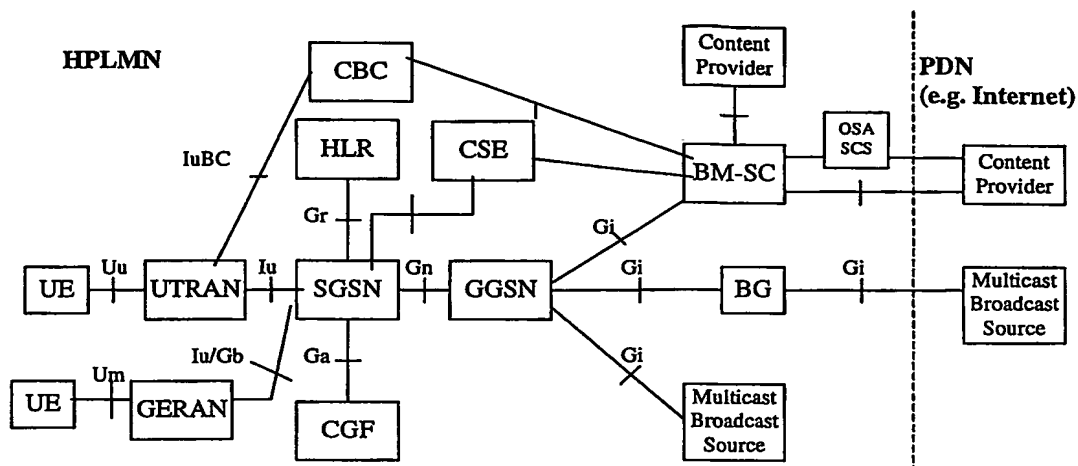 HPLMN
CBC
Content
Provider
PDN
(e.g. Internet)
HLR
CSE
BM-SC
OSA
SCS
Content
Provider
IuBC
Gr
Gi
Uu
Iu
Gn
Gi
Gi
UE
UTRAN
SGSN
GGSN
BG
Multicast
Broadcast
Source
Iu/Gb
Ga
Gi
Um
UE
GERAN
CGF
Multicast
Broadcast
Source